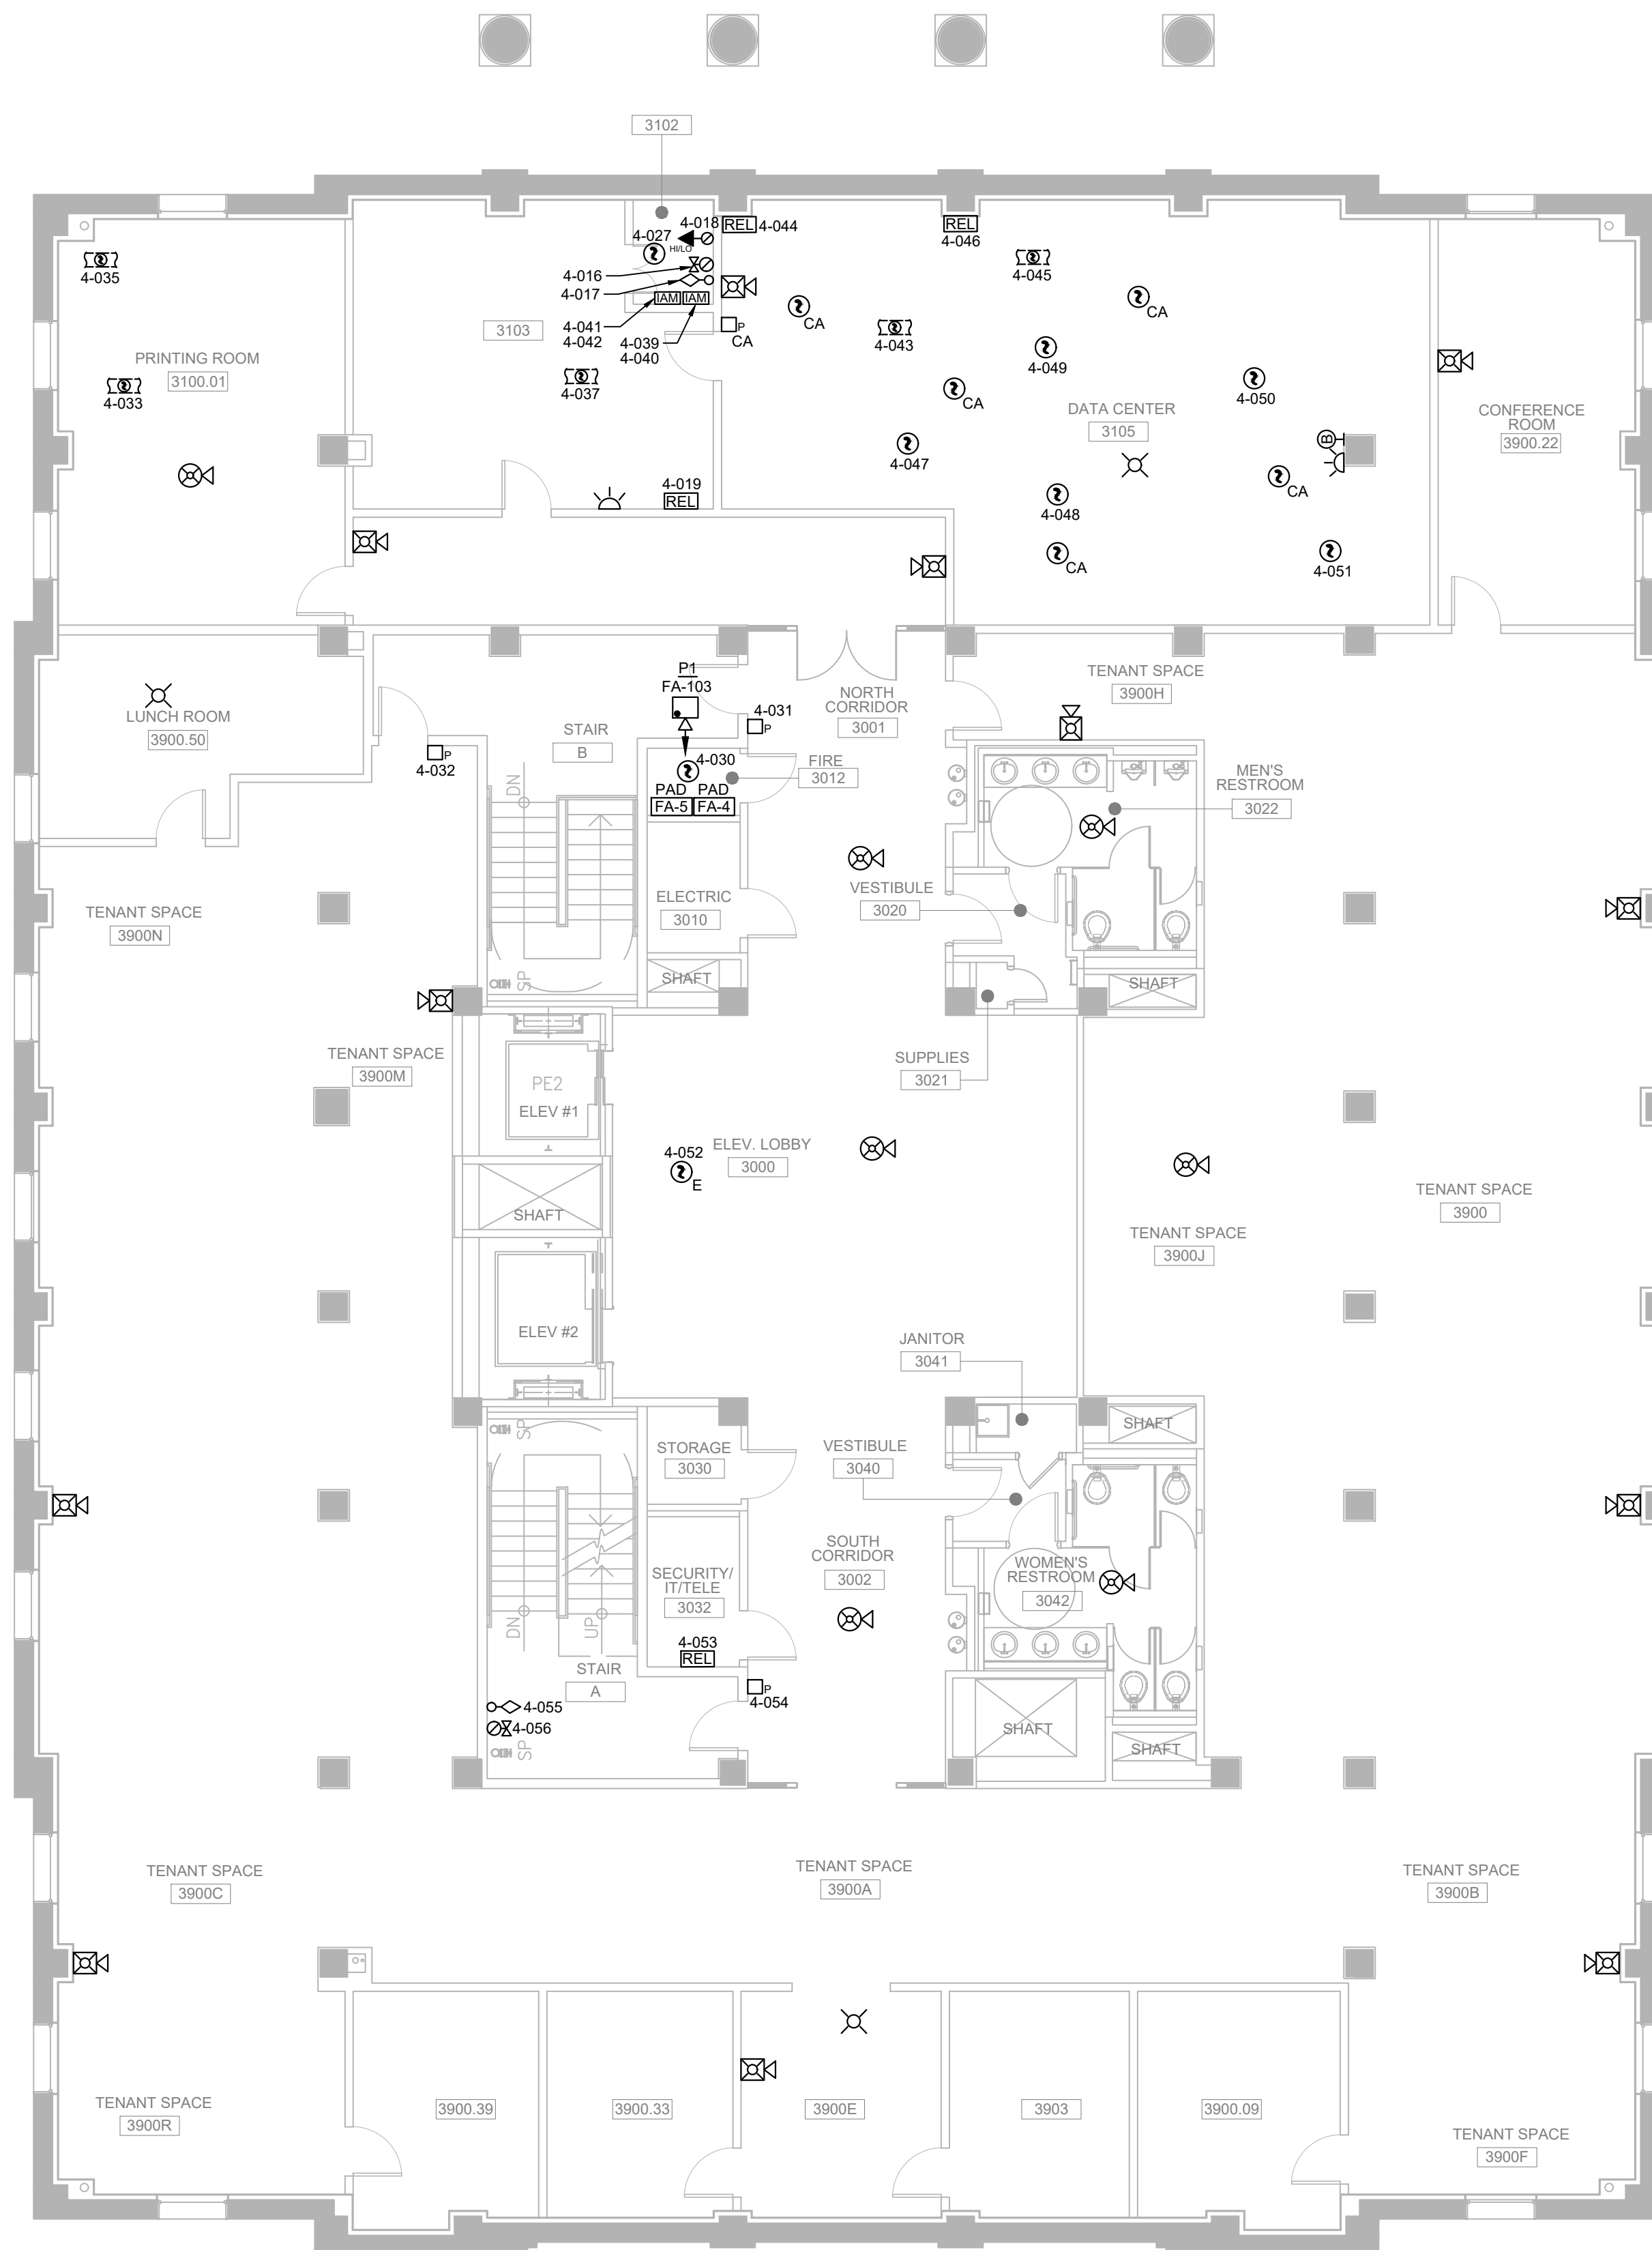 3102
4-018
REL
4-044
4-027
HI/LO
REL
4-046
4-035
4-045
4-016
4-017
IAM
IAM
CA
CA
4-041
4-042
4-039
4-040
P
CA
3103
4-043
4-049
PRINTING ROOM
3100.01
4-033
4-037
CA
4-050
DATA CENTER
3105
CONFERENCE
ROOM
3900.22
B
4-047
CA
4-019
REL
4-048
CA
4-051
P1
FA-103
4-031
P
NORTH
CORRIDOR
3001
TENANT SPACE
3900H
LUNCH ROOM
3900.50
STAIR
B
P
4-032
4-030
FIRE
3012
PAD
PAD
FA-5
FA-4
DN
MEN'S
RESTROOM
3022
VESTIBULE
3020
ELECTRIC
3010
TENANT SPACE
3900N
SP
SHAFT
SHAFT
TENANT SPACE
3900M
SUPPLIES
3021
PE2
ELEV #1
4-052
E
ELEV. LOBBY
3000
SHAFT
TENANT SPACE
3900
TENANT SPACE
3900J
ELEV #2
JANITOR
3041
SP
SHAFT
STORAGE
3030
VESTIBULE
3040
SOUTH
CORRIDOR
3002
WOMEN'S
RESTROOM
3042
SECURITY/
IT/TELE
3032
DN
UP
4-053
REL
STAIR
A
P
4-054
4-055
4-056
SP
SHAFT
SHAFT
TENANT SPACE
3900C
TENANT SPACE
3900A
TENANT SPACE
3900B
TENANT SPACE
3900R
3900.39
3900.33
3900E
3903
3900.09
TENANT SPACE
3900F